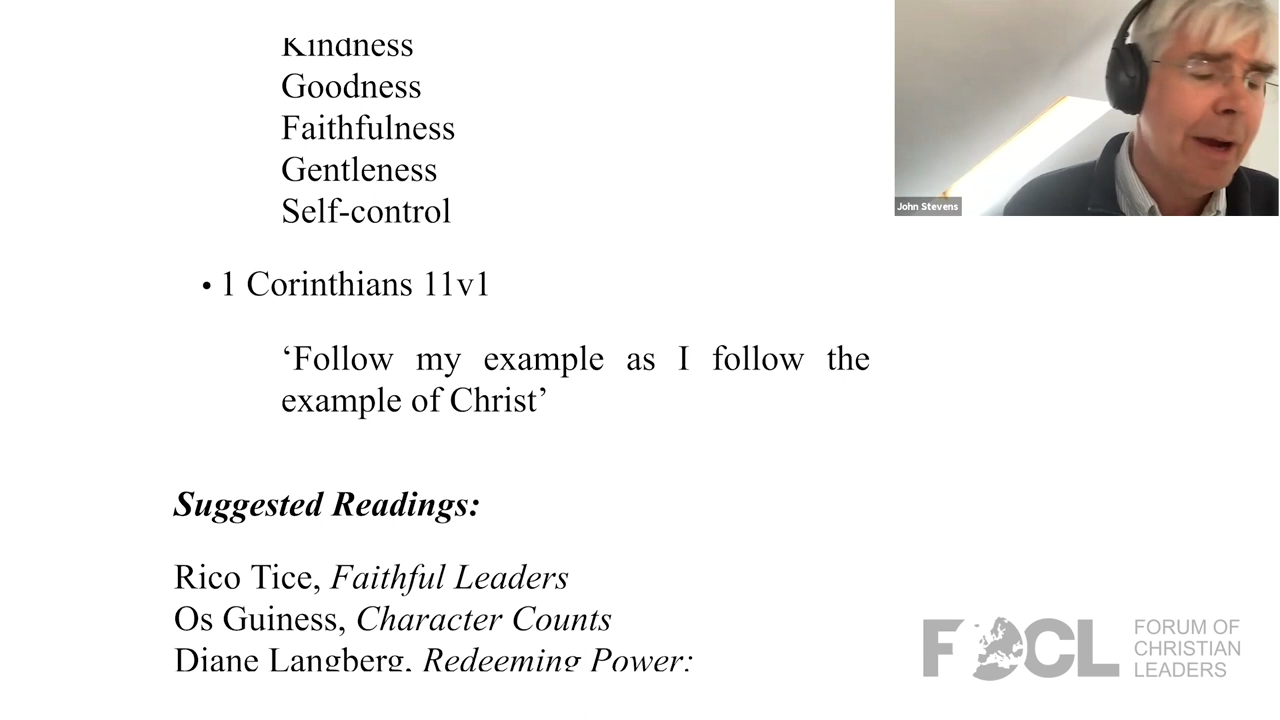 Kindness
Goodness
Faithfulness
Gentleness
Self-control
• 1 Corinthians 11v1
‘Follow my example as I follow the
example of Christ’
Suggested Readings:
Rico Tice, Faithful Leaders
Os Guiness, Character Counts
Diane Langberg, Redeeming Power:
John Stevens
FOCL
FORUM OF
CHRISTIAN
LEADERS